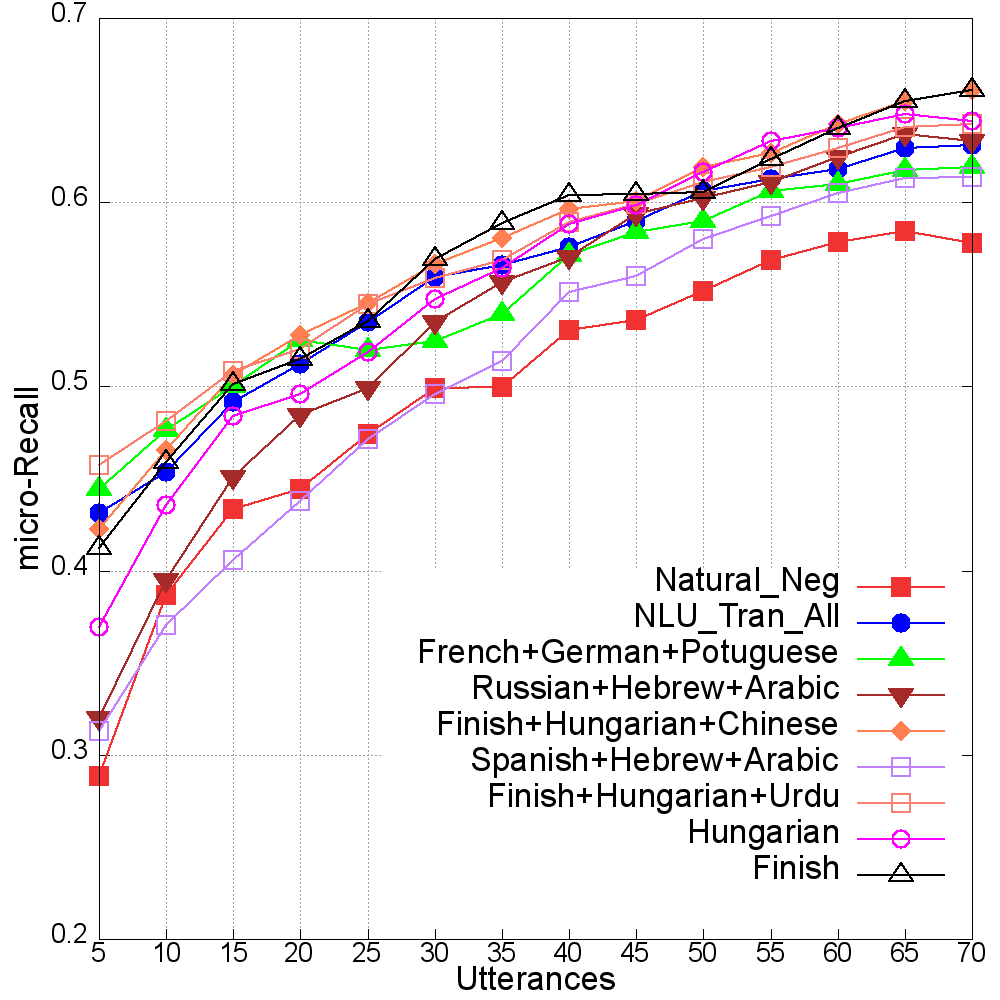 0.7
0.6
0.5
0.4
0.3
0.2
micro-Recall
Natural_Neg
NLU_Tran_All
French+German+Potuguese
Russian+Hebrew+Arabic
Finish+Hungarian+Chinese
Spanish+Hebrew+Arabic
Finish+Hungarian+Urdu
Hungarian
Finish
5 10 15 20 25 30 35 40 45 50 55 60 65 70
Utterances